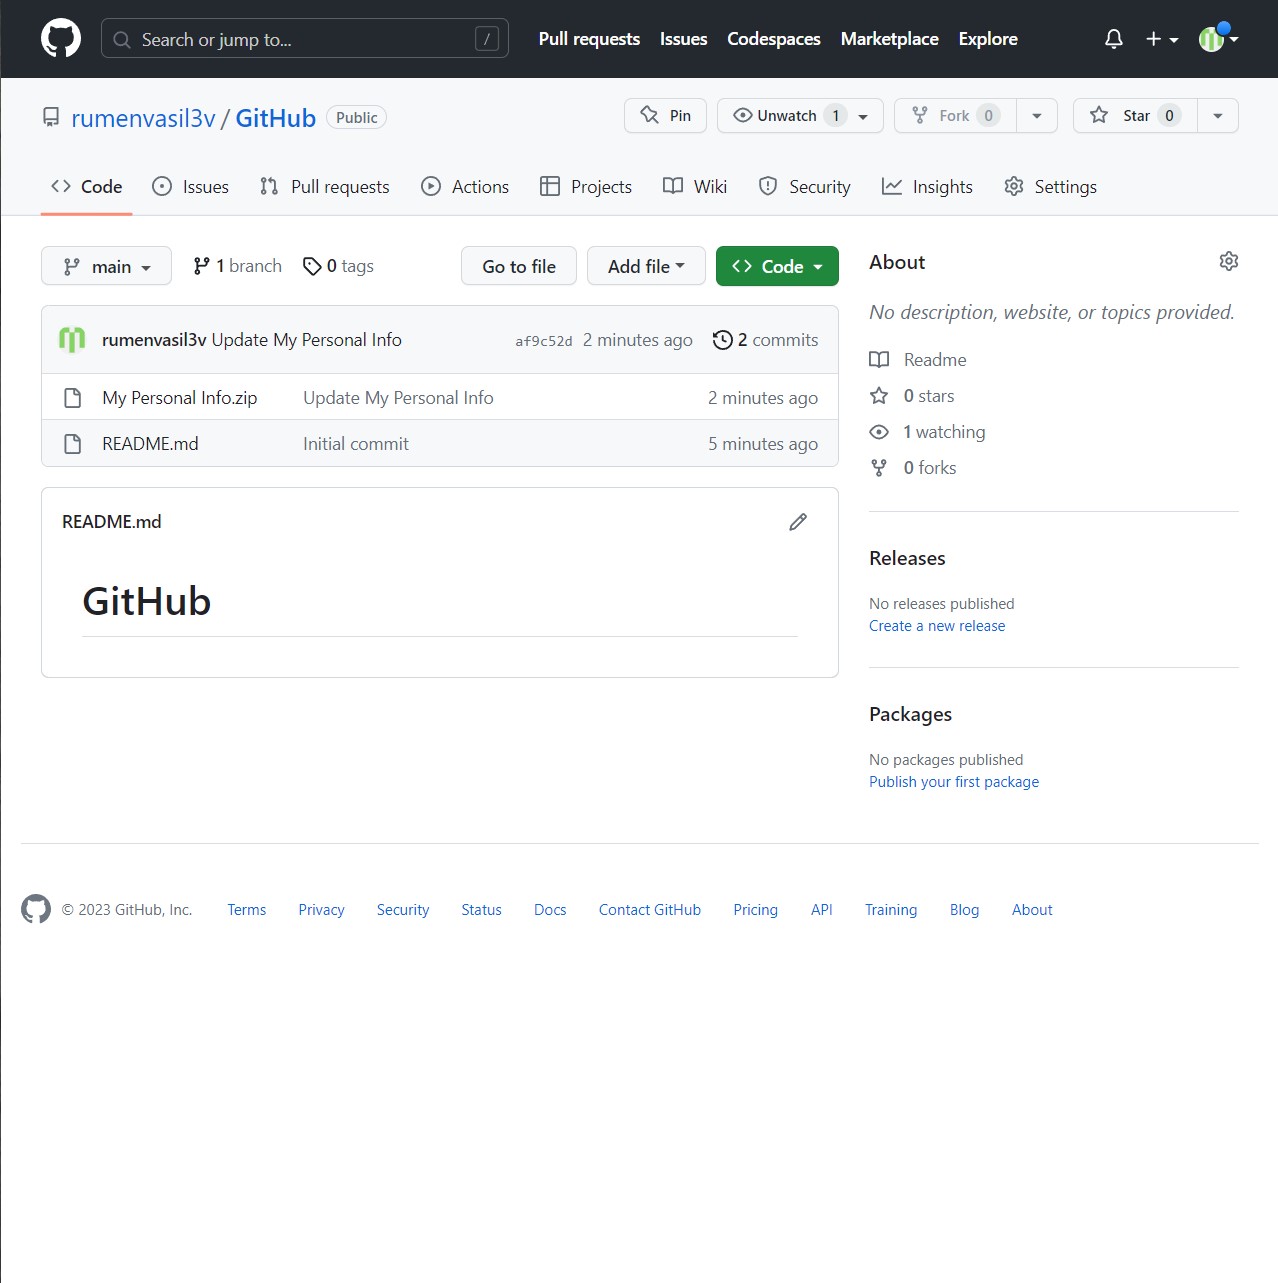 Search or jump to... / Pull requests Issues Codespaces Marketplace Explore
rumenvasil3v / GitHub Public Pin Unwatch 1 Fork 0 Star 0
Code Issues Pull requests Actions Projects Wiki Security Insights Settings
main 1 branch 0 tags Go to file Add file Code
rumenvasil3v Update My Personal Info af9c52d 2 minutes ago 2 commits
My Personal Info.zip Update My Personal Info 2 minutes ago
README.md Initial commit 5 minutes ago
README.md
GitHub
About
No description, website, or topics provided.
Readme
0 stars
1 watching
0 forks
Releases
No releases published
Create a new release
Packages
No packages published
Publish your first package
© 2023 GitHub, Inc. Terms Privacy Security Status Docs Contact GitHub Pricing API Training Blog About